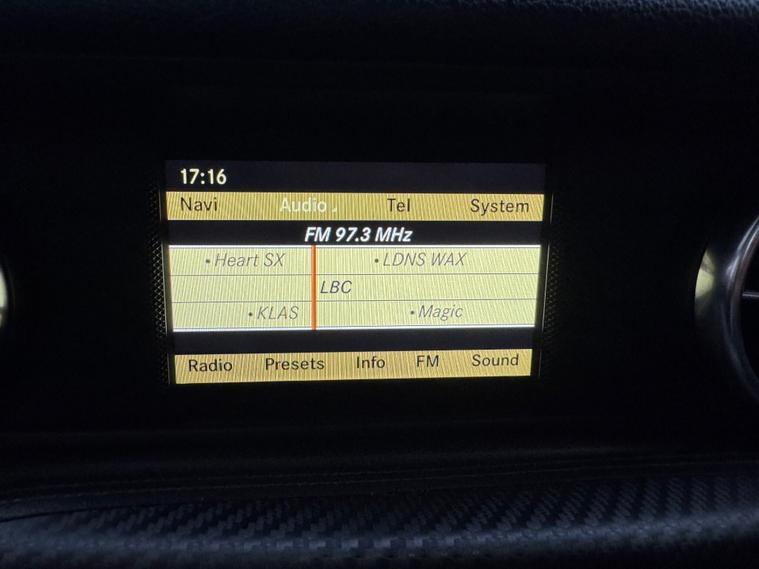 17:16
Navi Audio Tel System
FM 97.3 MHz
• Heart SX • LDNS WAX
LBC
• KLAS • Magic
Radio Presets Info FM Sound